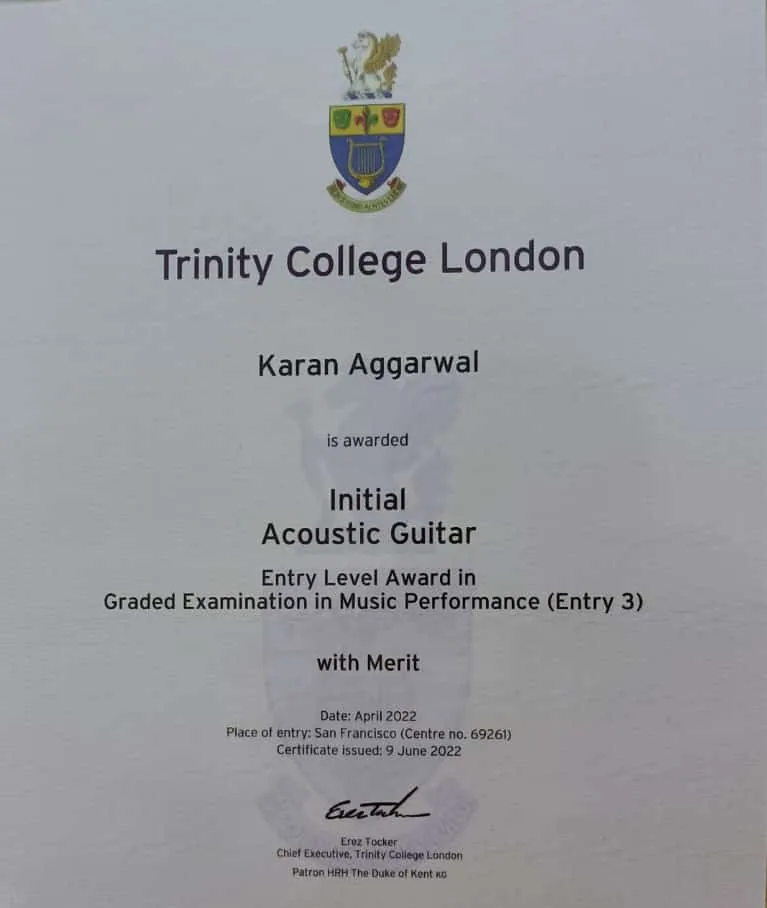 Trinity College London
Karan Aggarwal
is awarded
Initial
Acoustic Guitar
Entry Level Award in
Graded Examination in Music Performance (Entry 3)
with Merit
Date: April 2022
Place of entry: San Francisco (Centre no. 69261)
Certificate issued: 9 June 2022
Erez Tocker
Chief Executive, Trinity College London
Patron HRH The Duke of Kent KG